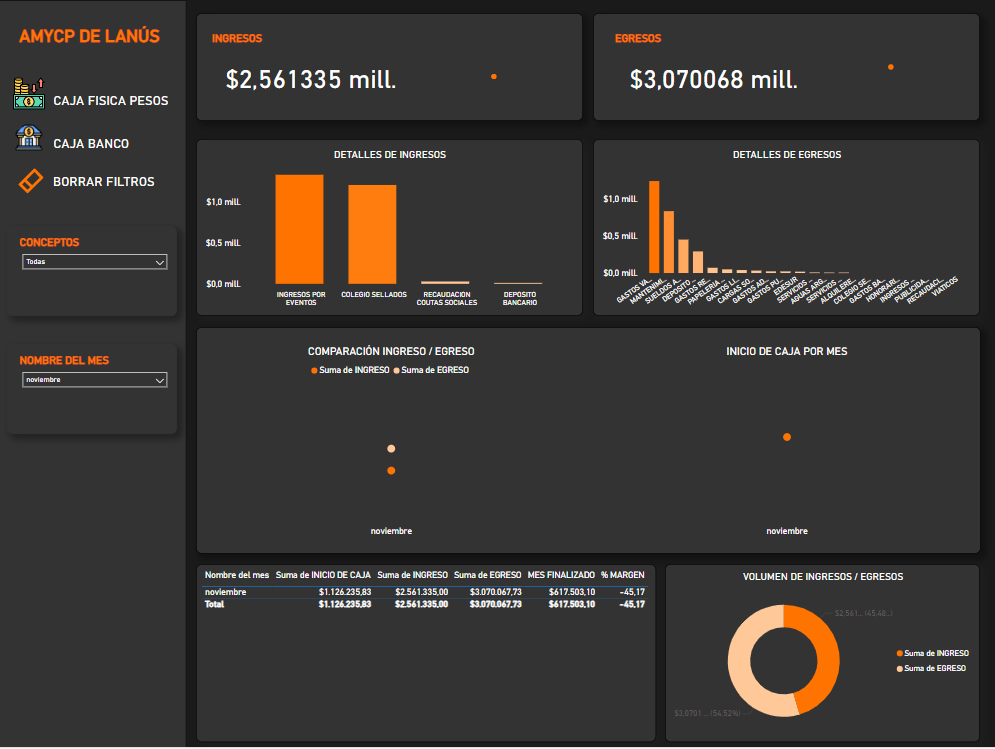 AMYCP DE LANÚS
CAJA FISICA PESOS
CAJA BANCO
BORRAR FILTROS
CONCEPTOS
Todas
NOMBRE DEL MES
noviembre
INGRESOS
$2,561335 mill.
EGRESOS
$3,070068 mill.
DETALLES DE INGRESOS
$1,0 mill.
$0,5 mill.
$0,0 mill.
INGRESOS POR EVENTOS
COLEGIO SELLADOS
RECAUDACION COUTAS SOCIALES
DEPOSITO BANCARIO
DETALLES DE EGRESOS
$1,0 mill.
$0,5 mill.
$0,0 mill.
GASTOS VA...
MANTENIMI...
SUELDOS A...
DEPOSITO ...
GASTOS RE...
PAPELERIA ...
GASTOS LI...
CARGAS SO...
GASTOS AD...
GASTOS PU...
EDESUR
SERVICIOS ...
AGUAS ARG...
SERVICIOS ...
ALQUILERE...
COLEGIO SE...
GASTOS BA...
HONORARI...
INGRESOS ...
PUBLICIDA...
RECAUDACI...
VIATICOS
COMPARACIÓN INGRESO / EGRESO
Suma de INGRESO Suma de EGRESO
noviembre
INICIO DE CAJA POR MES
noviembre
Nombre del mes Suma de INICIO DE CAJA Suma de INGRESO Suma de EGRESO MES FINALIZADO % MARGEN
noviembre $1.126.235,83 $2.561.335,00 $3.070.067,73 $617.503,10 -45,17
Total $1.126.235,83 $2.561.335,00 $3.070.067,73 $617.503,10 -45,17
VOLUMEN DE INGRESOS / EGRESOS
$2.561... (45.48...)
Suma de INGRESO
Suma de EGRESO
$3.0701 ... (54.52%)